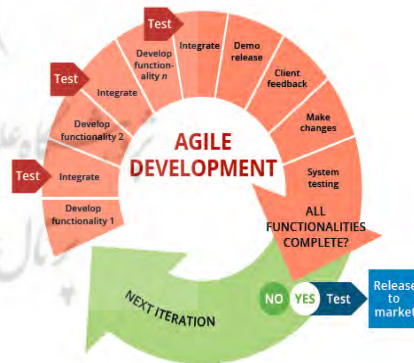 AGILE
DEVELOPMENT
Develop
functionality 1
Test
Integrate
Develop
functionality 2
Test
Integrate
Develop
function-
ality n
Test
Integrate
Demo
release
Client
feedback
Make
changes
System
testing
ALL
FUNCTIONALITIES
COMPLETE?
NO
YES
Test
Release
to
market
NEXT ITERATION